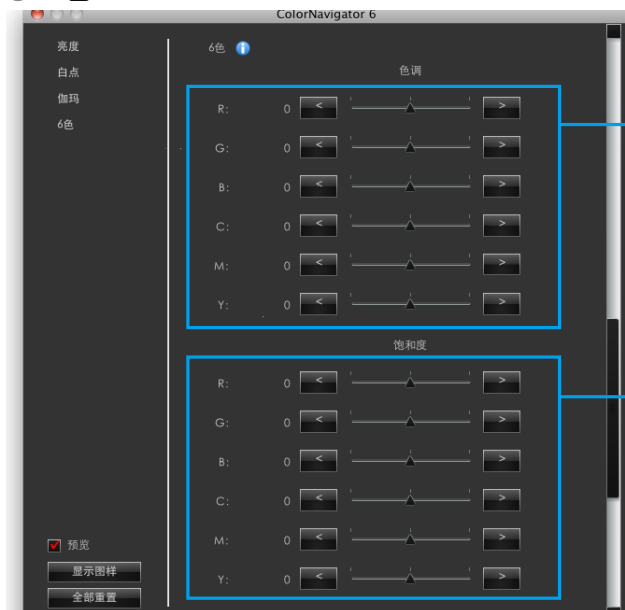 ColorNavigator 6
亮度
白点
伽玛
6色
6色
色调
R: 0 < >
G: 0 < >
B: 0 < >
C: 0 < >
M: 0 < >
Y: 0 < >
饱和度
R: 0 < >
G: 0 < >
B: 0 < >
C: 0 < >
M: 0 < >
Y: 0 < >
预览
显示图样
全部重置